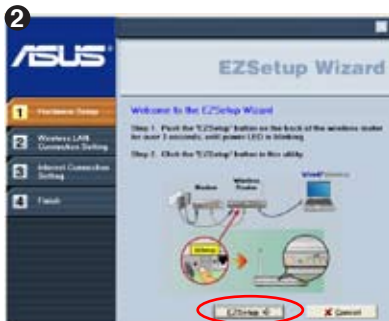 2
ASUS
EZSetup Wizard
1 Hardware Setup
2 Wireless LAN
Connection Setting
3 Internet Connection
Setting
4 Finish
Welcome to the EZSetup Wizard
Step 1. Push the "EZSetup" button on the back of the wireless router
for over 3 seconds, until power LED is blinking.
Step 2. Click the "EZSetup" button in this utility.
Modem
Wireless
Router
EZSetup
EZSetup
Cancel